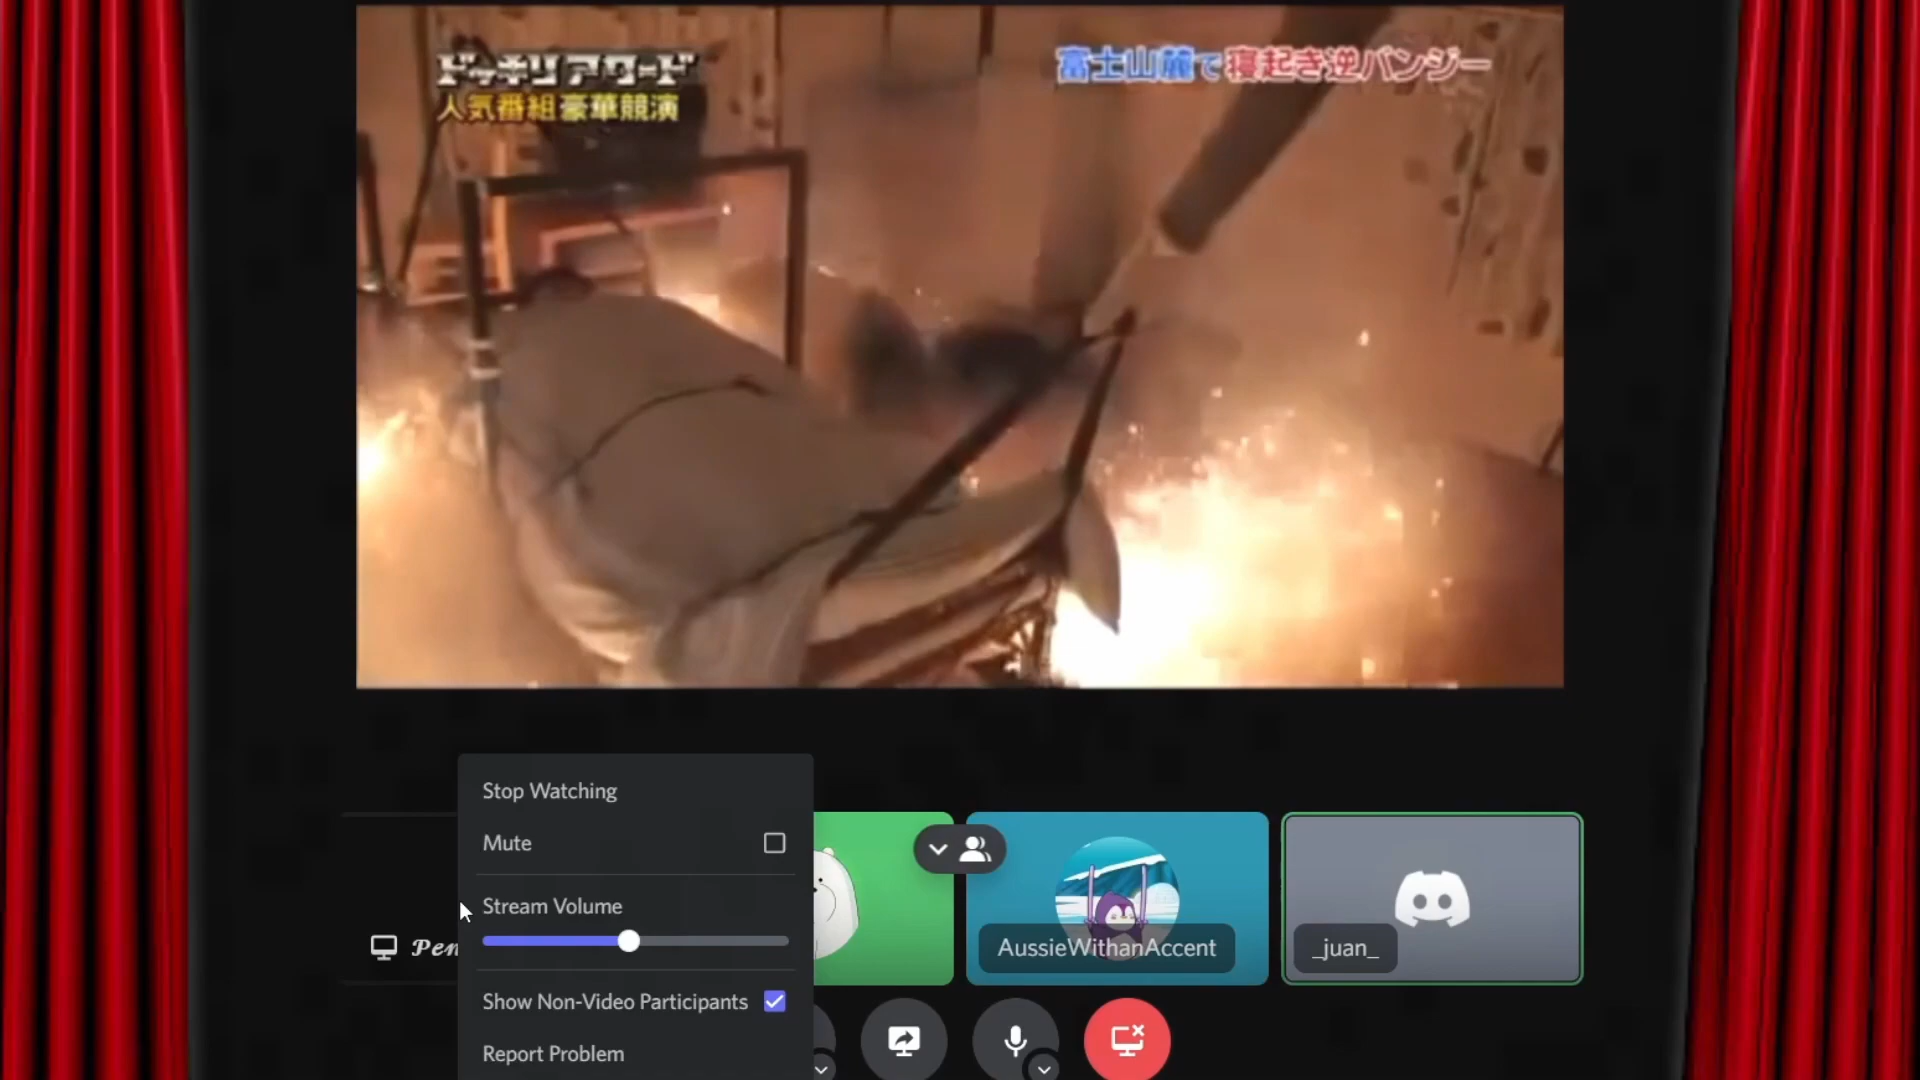 ドッキリアワード
人気番組豪華競演
富士山麓で寝起き逆バンジー
Stop Watching
Mute
Stream Volume
Show Non-Video Participants
Report Problem
𝓟𝓮𝓷
AussieWithanAccent
_juan_